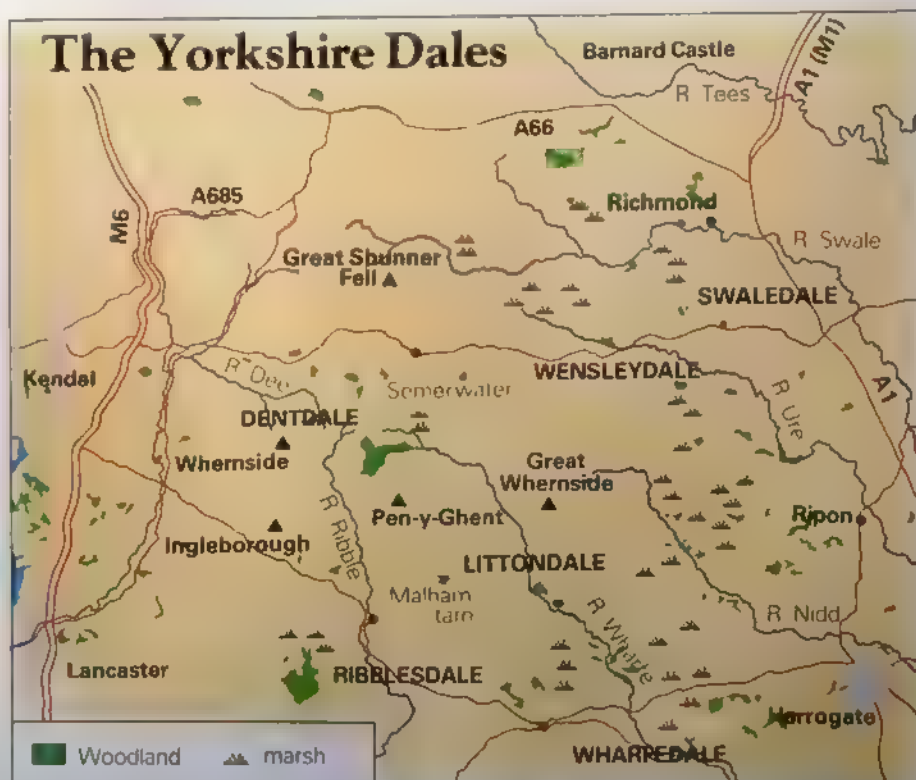 The Yorkshire Dales
Barnard Castle
A1 (M1)
R Tees
A66
A685
M6
Richmond
R Swale
Great Shunner
Fell
SWALEDALE
Kendal
R Dee
Semerwater
WENSLEYDALE
A1
R Ure
DENTDALE
Whernside
Great
Whernside
Pen-y-Ghent
Ripon
R Ribble
Ingleborough
LITTONDALE
Malham
tarn
R Wharfe
R Nidd
Lancaster
RIBBLESDALE
Harrogate
WHARFEDALE
Woodland
marsh